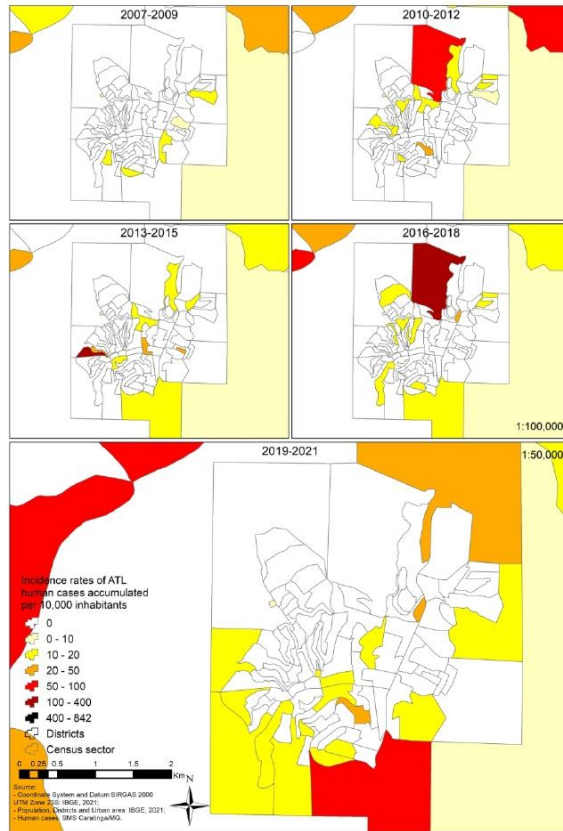 2007-2009
2010-2012
2013-2015
2016-2018
1:100,000
2019-2021
1:50,000
Incidence rates of ATL
human cases accumulated
per 10,000 inhabitants
0
0 - 10
10 - 20
20 - 50
50 - 100
100 - 400
400 - 842
Districts
Census sector
0 0.25 0.5 1 1.5 2
Km
N
Source:
- Coordinate System and Datum SIRGAS 2000
UTM Zone 23S: IBGE, 2021;
- Population, Districts and Urban area: IBGE, 2021;
- Human cases, SMS Caratinga/MG.